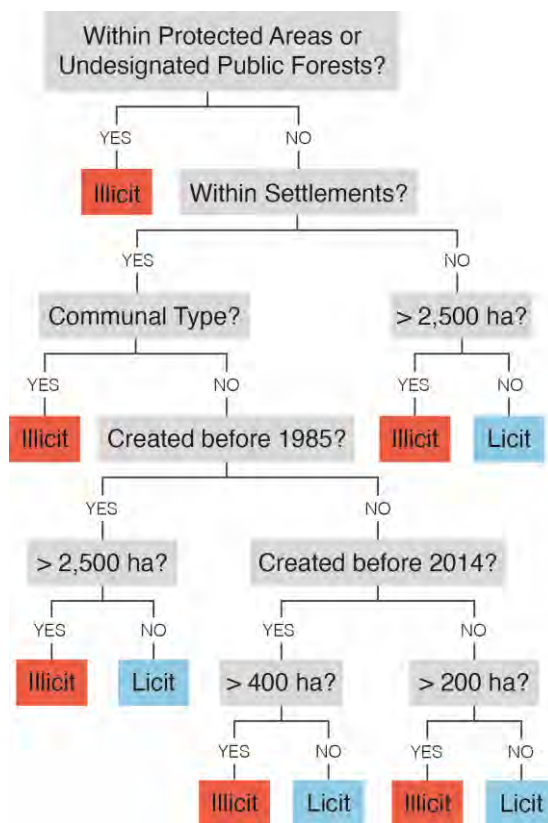 Within Protected Areas or
Undesignated Public Forests?
YES
NO
Illicit
Within Settlements?
YES
NO
Communal Type?
> 2,500 ha?
YES
NO
YES
NO
Illicit
Created before 1985?
Illicit
Licit
YES
NO
> 2,500 ha?
Created before 2014?
YES
NO
YES
NO
Illicit
Licit
> 400 ha?
> 200 ha?
YES
NO
YES
NO
Illicit
Licit
Illicit
Licit